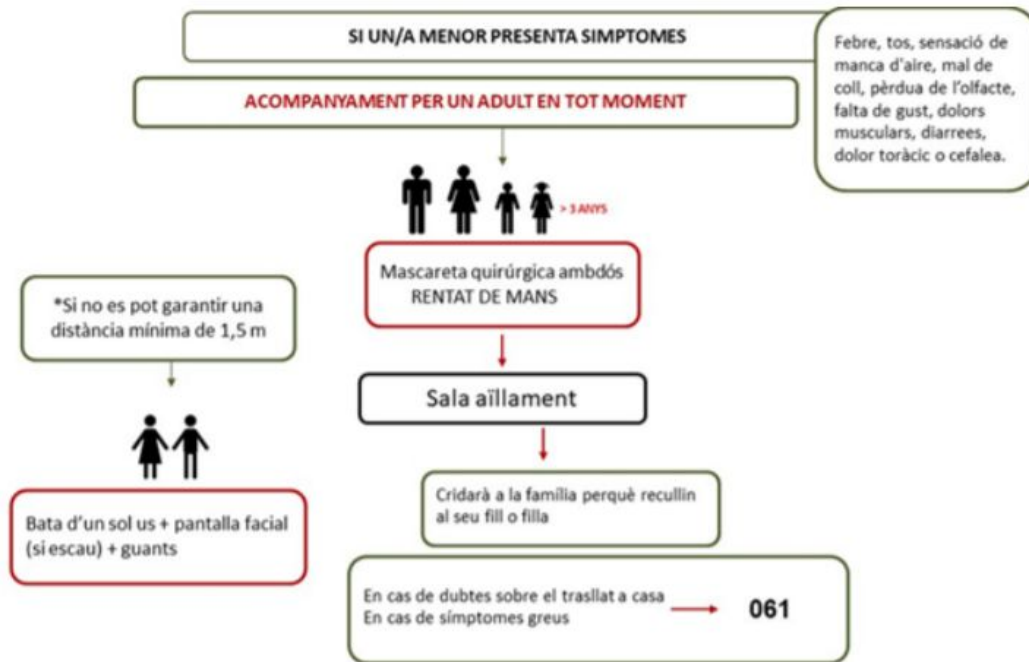 SI UN/A MENOR PRESENTA SIMPTOMES
Febre, tos, sensació de
manca d'aire, mal de
coll, pèrdua de l'olfacte,
falta de gust, dolors
musculars, diarrees,
dolor toràcic o cefalea.
ACOMPANYAMENT PER UN ADULT EN TOT MOMENT
> 3 ANYS
Mascareta quirúrgica ambdós
RENTAT DE MANS
*Si no es pot garantir una
distància mínima de 1,5 m
Sala aïllament
Bata d'un sol us + pantalla facial
(si escau) + guants
Cridarà a la família perquè recullin
al seu fill o filla
En cas de dubtes sobre el trasllat a casa
En cas de símptomes greus
061